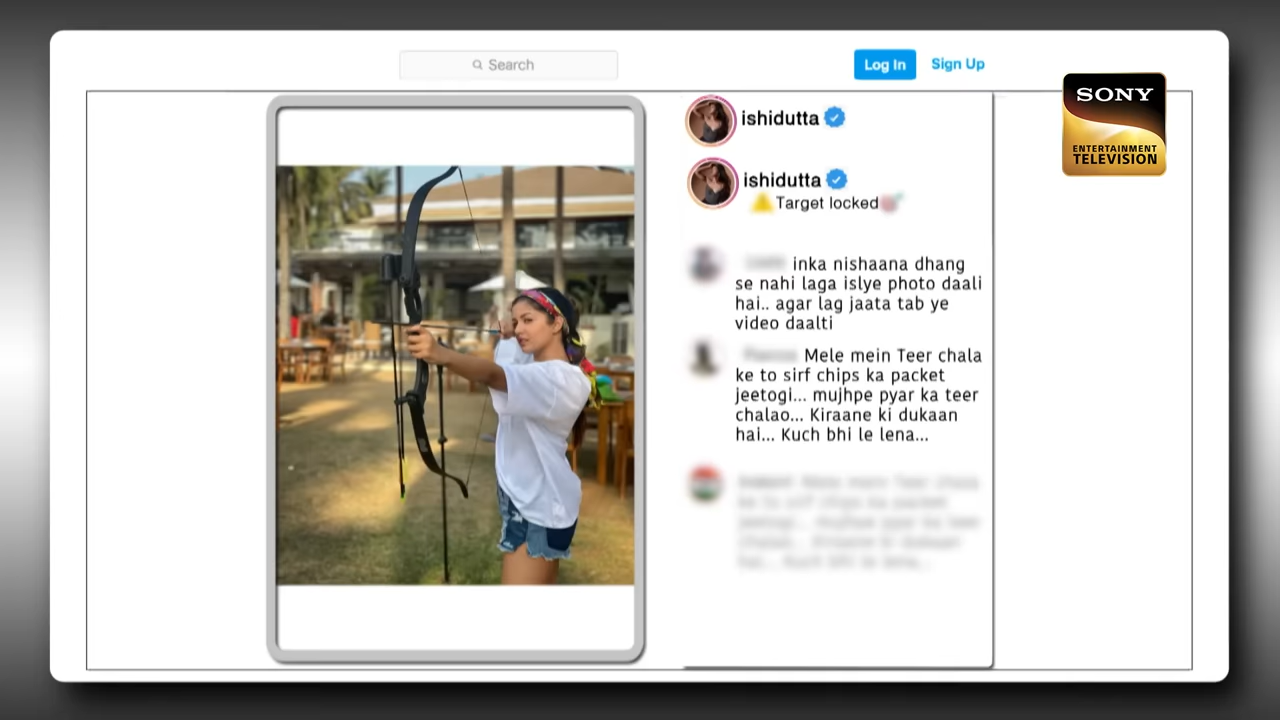 Search
Log In
Sign Up
SONY
ENTERTAINMENT
TELEVISION
ishidutta
ishidutta
⚠️Target locked🎯
inka nishaana dhang
se nahi laga islye photo daali
hai.. agar lag jaata tab ye
video daalti
Mele mein Teer chala
ke to sirf chips ka packet
jeetogi... mujhpe pyar ka teer
chalao... Kiraane ki dukaan
hai... Kuch bhi le lena...